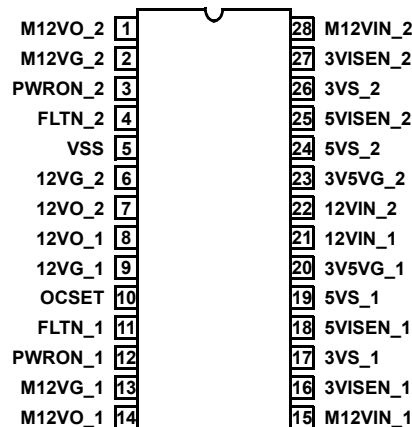 M12VO_2 1 28 M12VIN_2
M12VG_2 2 27 3VISEN_2
PWRON_2 3 26 3VS_2
FLTN_2 4 25 5VISEN_2
VSS 5 24 5VS_2
12VG_2 6 23 3V5VG_2
12VO_2 7 22 12VIN_2
12VO_1 8 21 12VIN_1
12VG_1 9 20 3V5VG_1
OCSET 10 19 5VS_1
FLTN_1 11 18 5VISEN_1
PWRON_1 12 17 3VS_1
M12VG_1 13 16 3VISEN_1
M12VO_1 14 15 M12VIN_1